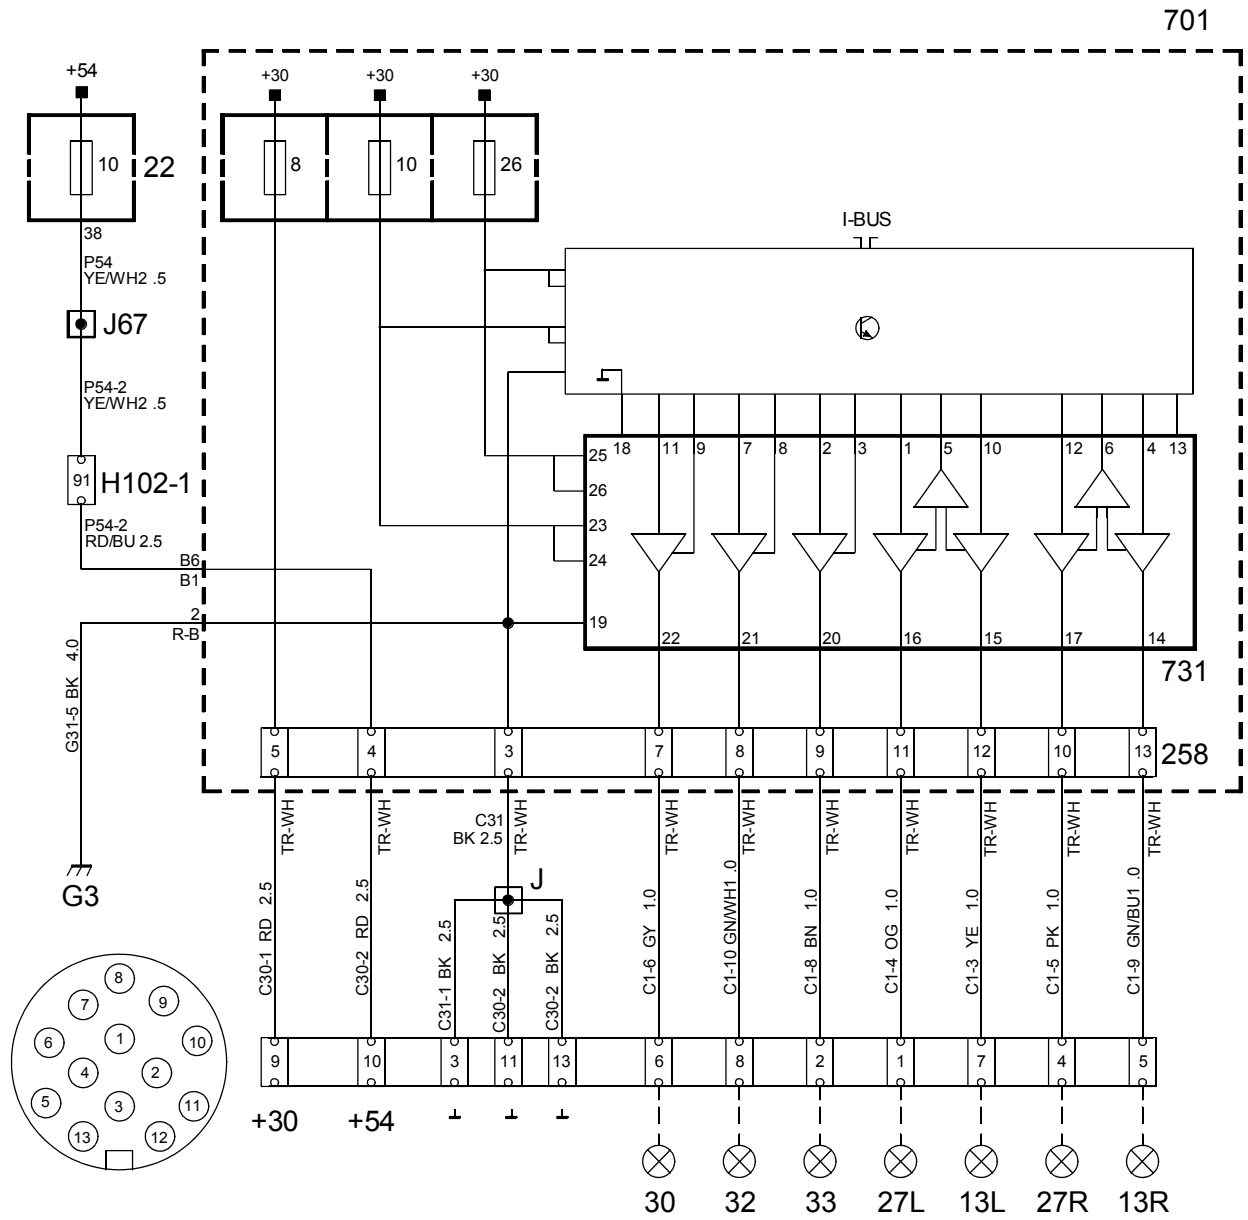 701
+54
+30 +30 +30
10 22 8 10 26
38
I-BUS
P54
YE/WH2 .5
J67
P54-2
YE/WH2 .5
91 H102-1
P54-2
RD/BU 2.5
B6
B1
2
R-B
18 11 9 7 8 2 3 1 5 10 12 6 4 13
25
26
23
24
19
22 21 20 16 15 17 14
731
G31-5 BK 4.0
5 4 3 7 8 9 11 12 10 13 258
TR-WH TR-WH TR-WH TR-WH TR-WH TR-WH TR-WH TR-WH TR-WH TR-WH
C31
BK 2.5
J
G3
C30-1 RD 2.5
C30-2 RD 2.5
C31-1 BK 2.5
C30-2 BK 2.5
C30-2 BK 2.5
C1-6 GY 1.0
C1-10 GN/WH1 .0
C1-8 BN 1.0
C1-4 OG 1.0
C1-3 YE 1.0
C1-5 PK 1.0
C1-9 GN/BU1 .0
8
7 9
6 1 10
4 2
5 3 11
13 12
9 10 3 11 13 6 8 2 1 7 4 5
+30 +54
30 32 33 27L 13L 27R 13R